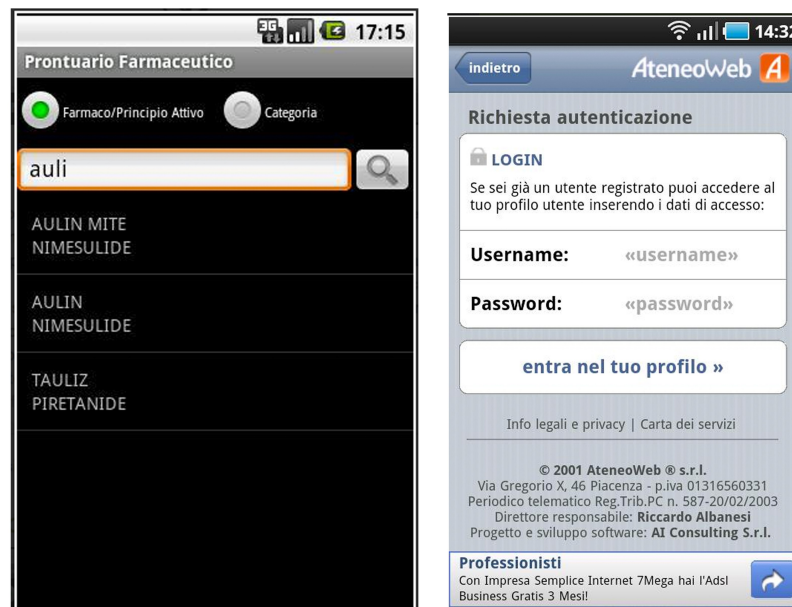 3G 17:15
Prontuario Farmaceutico
Farmaco/Principio Attivo Categoria
auli
AULIN MITE
NIMESULIDE
AULIN
NIMESULIDE
TAULIZ
PIRETANIDE
14:32
indietro AteneoWeb A
Richiesta autenticazione
LOGIN
Se sei già un utente registrato puoi accedere al
tuo profilo utente inserendo i dati di accesso:
Username: «username»
Password: «password»
entra nel tuo profilo »
Info legali e privacy | Carta dei servizi
© 2001 AteneoWeb ® s.r.l.
Via Gregorio X, 46 Piacenza - p.iva 01316560331
Periodico telematico Reg.Trib.PC n. 587-20/02/2003
Direttore responsabile: Riccardo Albanesi
Progetto e sviluppo software: AI Consulting S.r.l.
Professionisti
Con Impresa Semplice Internet 7Mega hai l'Adsl
Business Gratis 3 Mesi!